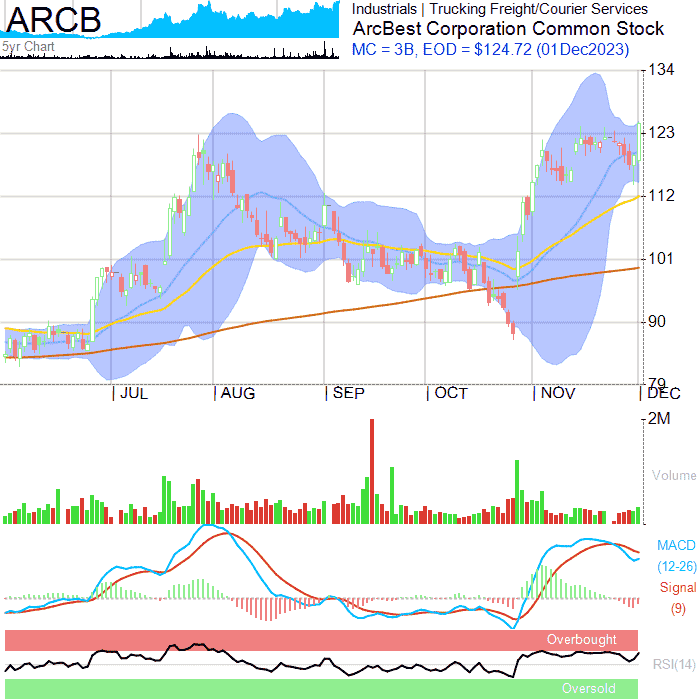 ARCB
5yr Chart
Industrials | Trucking Freight/Courier Services
ArcBest Corporation Common Stock
MC = 3B, EOD = $124.72 (01Dec2023)
134
123
112
101
90
79
JUL
AUG
SEP
OCT
NOV
DEC
2M
Volume
MACD
(12-26)
Signal
(9)
Overbought
RSI(14)
Oversold